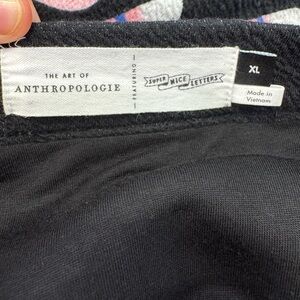 THE ART OF
ANTHROPOLOGIE
FEATURING
SUPER NICE LETTERS
XL
Made in
Vietnam